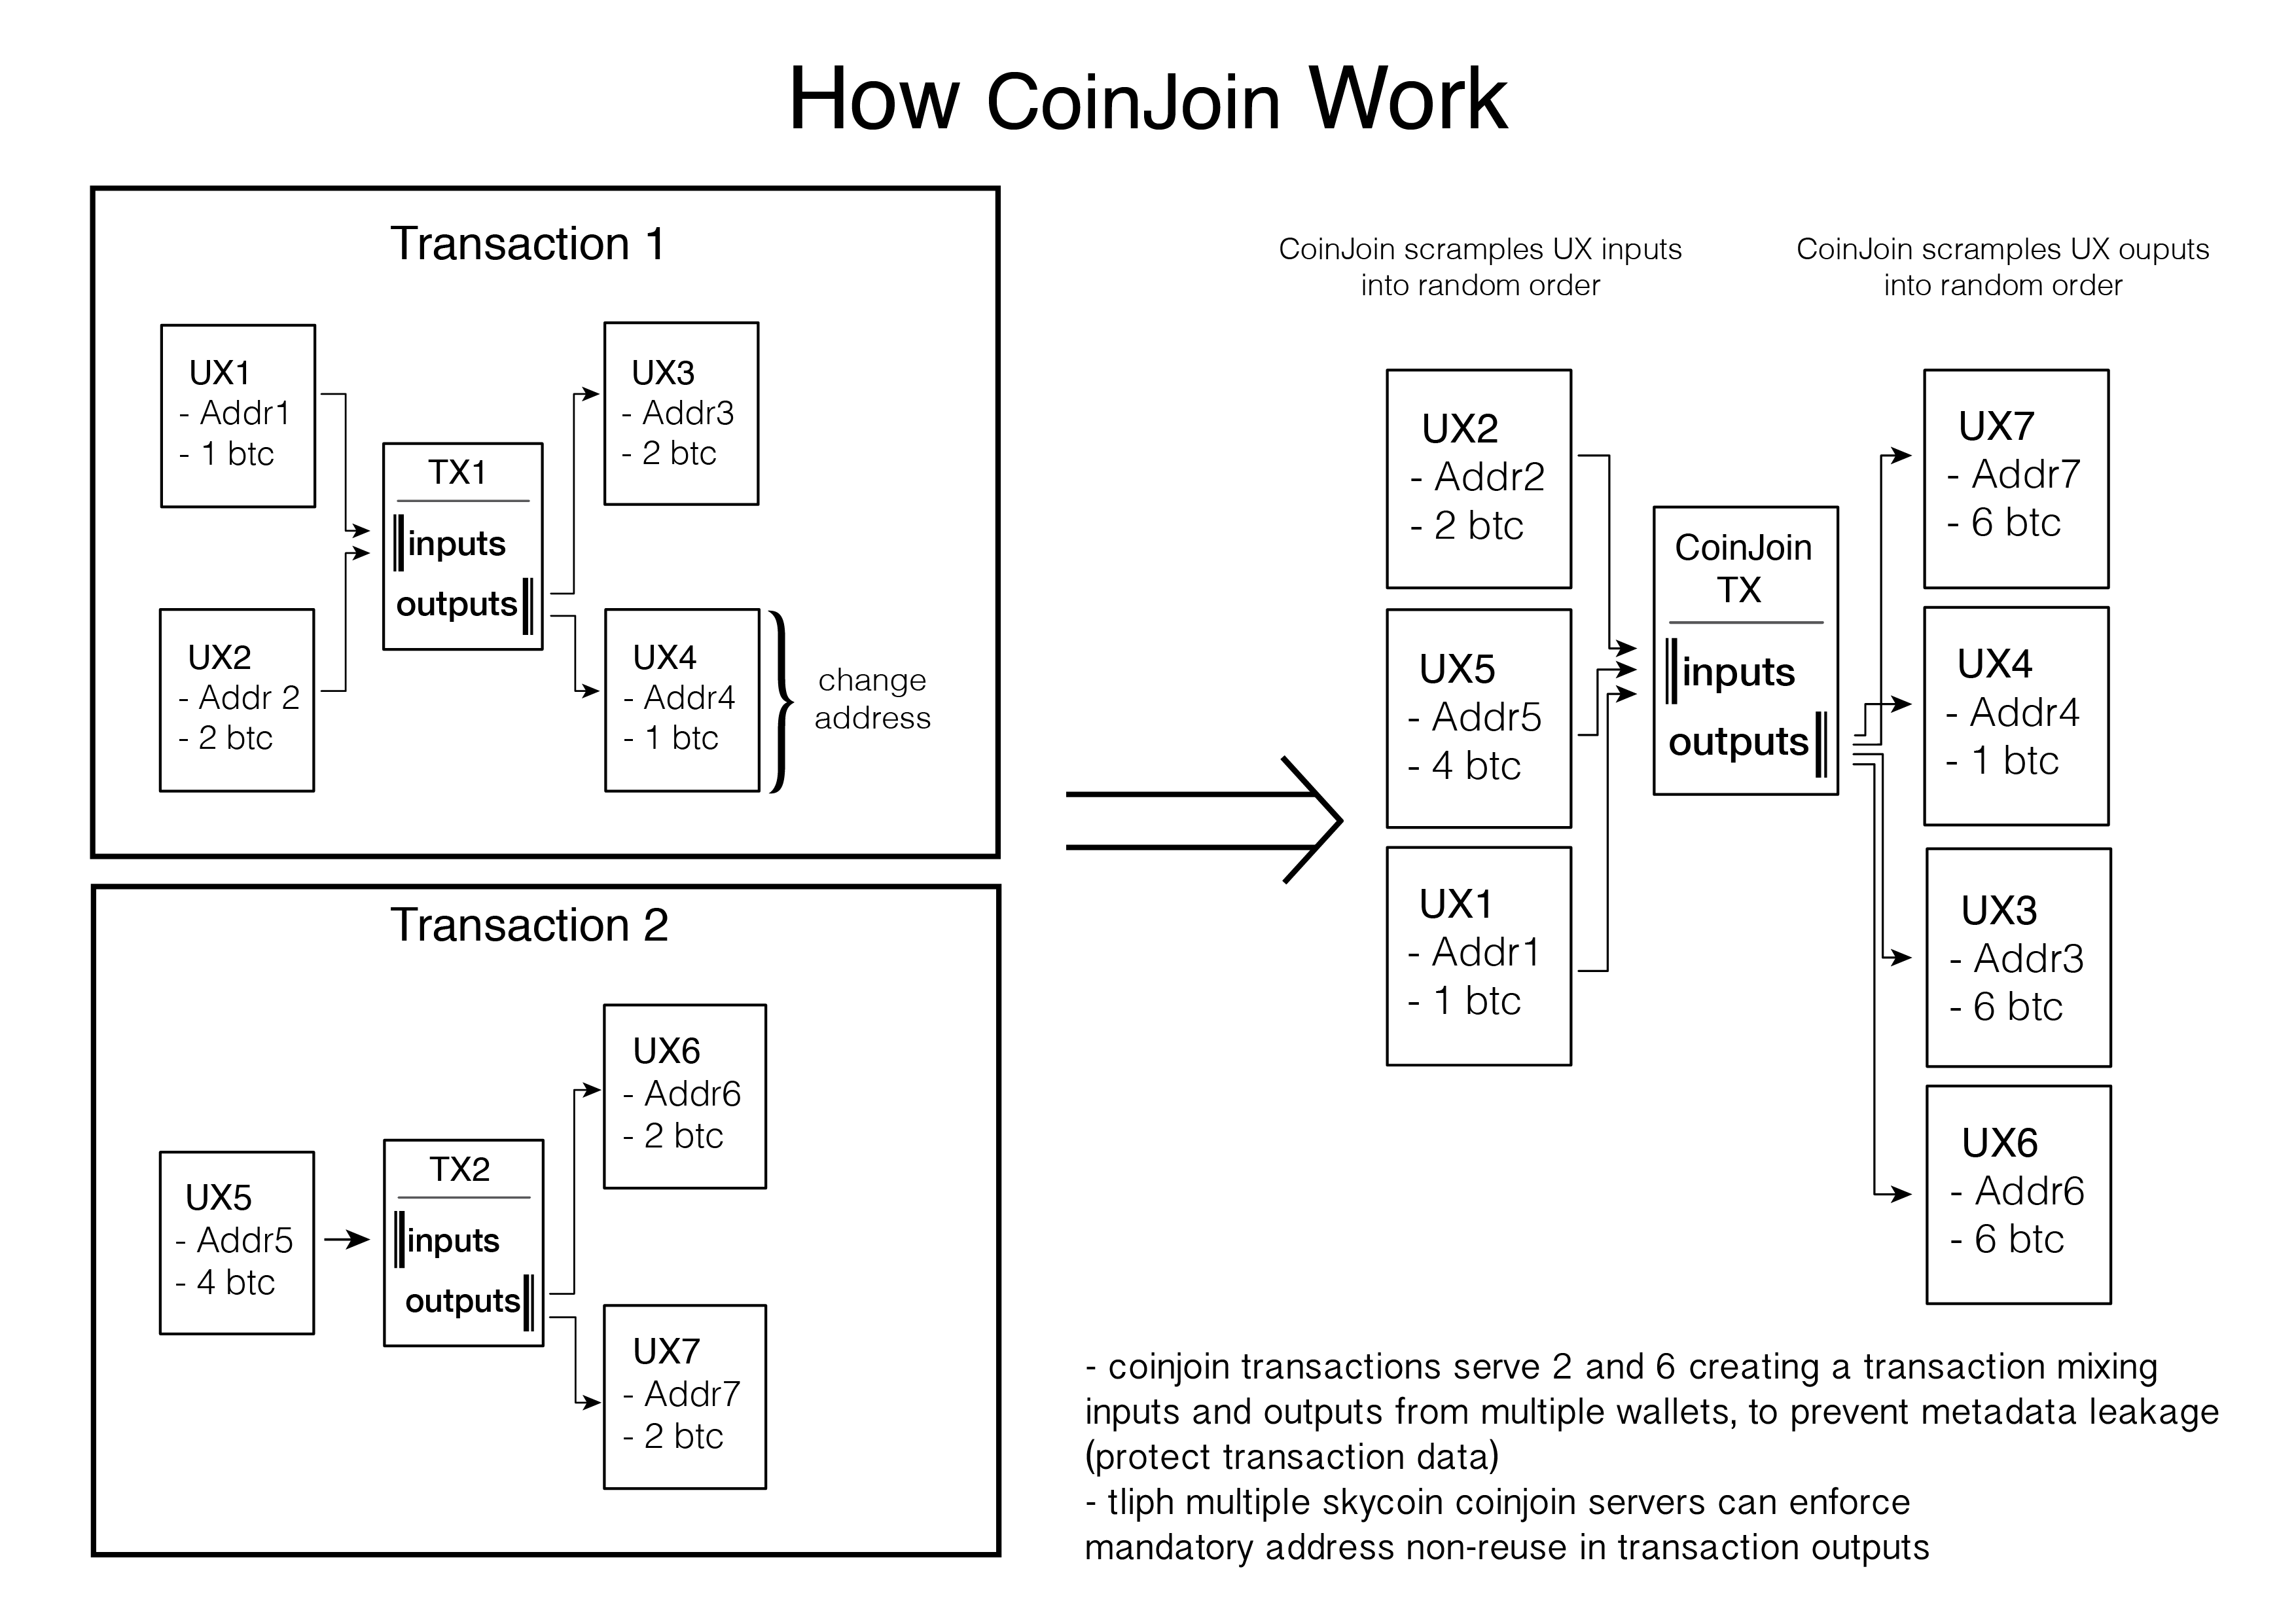 How CoinJoin Work
Transaction 1
UX1
- Addr1
- 1 btc
UX2
- Addr 2
- 2 btc
TX1
inputs
outputs
UX3
- Addr3
- 2 btc
UX4
- Addr4
- 1 btc
change
address
Transaction 2
UX5
- Addr5
- 4 btc
TX2
inputs
outputs
UX6
- Addr6
- 2 btc
UX7
- Addr7
- 2 btc
CoinJoin scramples UX inputs
into random order
CoinJoin scramples UX ouputs
into random order
UX2
- Addr2
- 2 btc
UX5
- Addr5
- 4 btc
UX1
- Addr1
- 1 btc
CoinJoin
TX
inputs
outputs
UX7
- Addr7
- 6 btc
UX4
- Addr4
- 1 btc
UX3
- Addr3
- 6 btc
UX6
- Addr6
- 6 btc
- coinjoin transactions serve 2 and 6 creating a transaction mixing
inputs and outputs from multiple wallets, to prevent metadata leakage
(protect transaction data)
- tliph multiple skycoin coinjoin servers can enforce
mandatory address non-reuse in transaction outputs